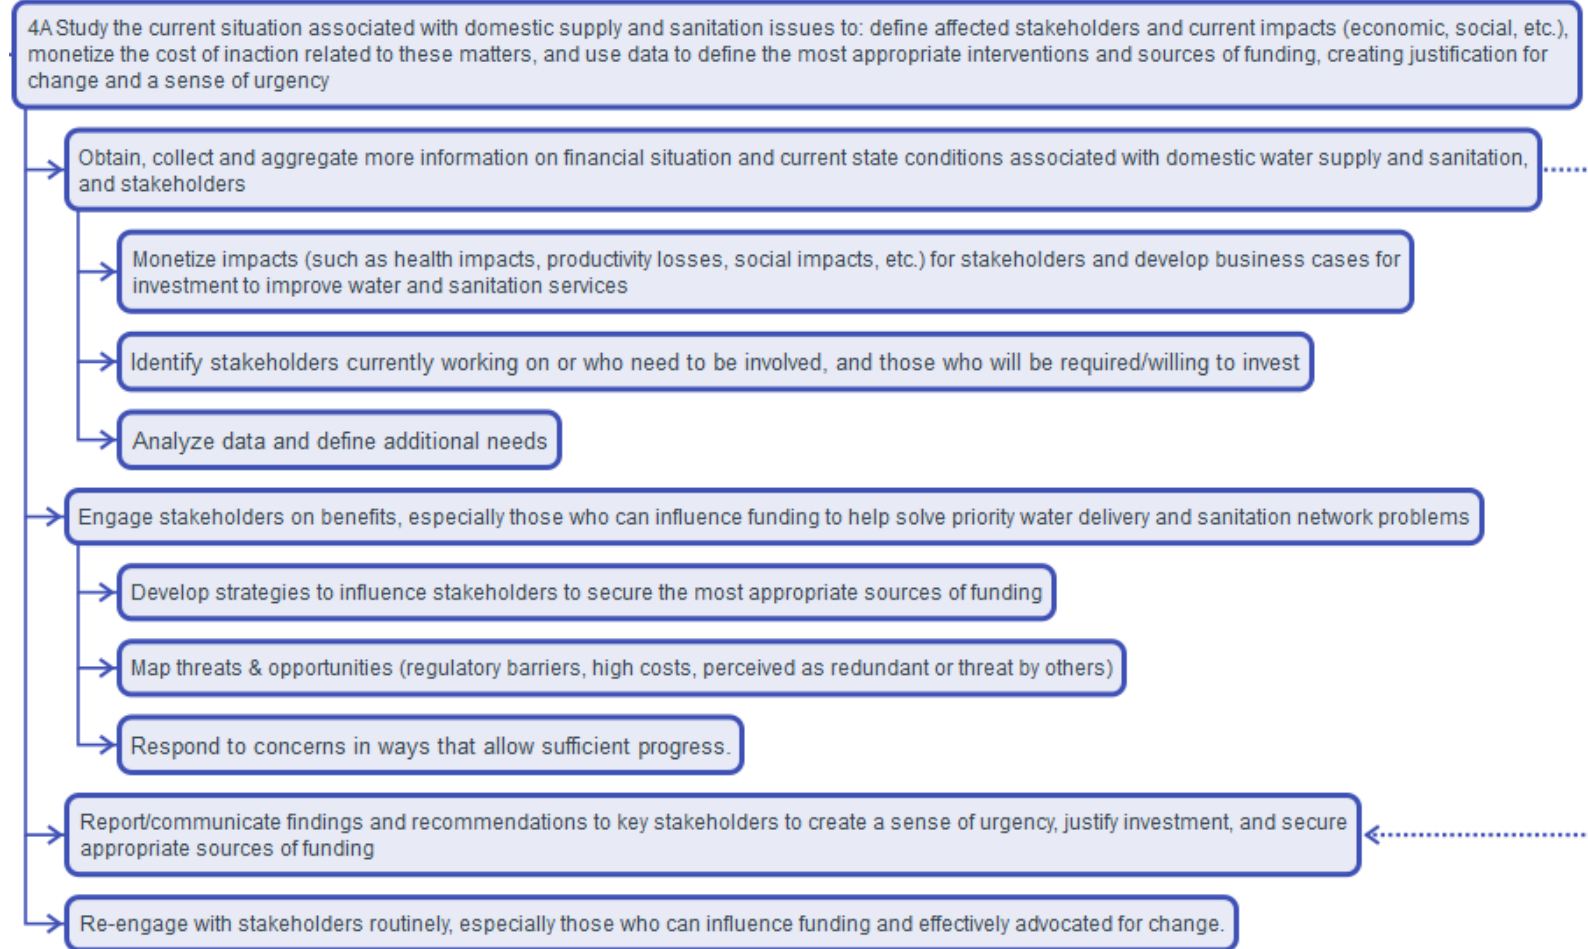 4A Study the current situation associated with domestic supply and sanitation issues to: define affected stakeholders and current impacts (economic, social, etc.),
monetize the cost of inaction related to these matters, and use data to define the most appropriate interventions and sources of funding, creating justification for
change and a sense of urgency
Obtain, collect and aggregate more information on financial situation and current state conditions associated with domestic water supply and sanitation,
and stakeholders
Monetize impacts (such as health impacts, productivity losses, social impacts, etc.) for stakeholders and develop business cases for
investment to improve water and sanitation services
Identify stakeholders currently working on or who need to be involved, and those who will be required/willing to invest
Analyze data and define additional needs
Engage stakeholders on benefits, especially those who can influence funding to help solve priority water delivery and sanitation network problems
Develop strategies to influence stakeholders to secure the most appropriate sources of funding
Map threats & opportunities (regulatory barriers, high costs, perceived as redundant or threat by others)
Respond to concerns in ways that allow sufficient progress.
Report/communicate findings and recommendations to key stakeholders to create a sense of urgency, justify investment, and secure
appropriate sources of funding
Re-engage with stakeholders routinely, especially those who can influence funding and effectively advocated for change.